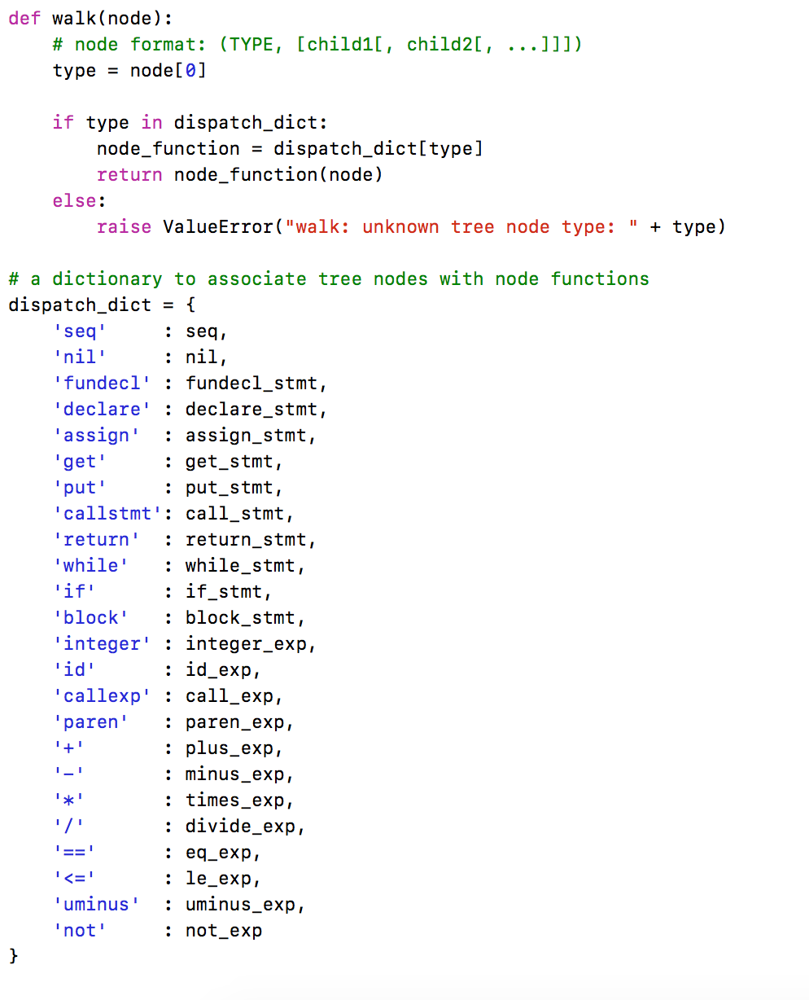 def walk(node):
    # node format: (TYPE, [child1[, child2[, ...]]])
    type = node[0]

    if type in dispatch_dict:
        node_function = dispatch_dict[type]
        return node_function(node)
    else:
        raise ValueError("walk: unknown tree node type: " + type)

# a dictionary to associate tree nodes with node functions
dispatch_dict = {
    'seq'     : seq,
    'nil'     : nil,
    'fundecl' : fundecl_stmt,
    'declare' : declare_stmt,
    'assign'  : assign_stmt,
    'get'     : get_stmt,
    'put'     : put_stmt,
    'callstmt': call_stmt,
    'return'  : return_stmt,
    'while'   : while_stmt,
    'if'      : if_stmt,
    'block'   : block_stmt,
    'integer' : integer_exp,
    'id'      : id_exp,
    'callexp' : call_exp,
    'paren'   : paren_exp,
    '+'       : plus_exp,
    '-'       : minus_exp,
    '*'       : times_exp,
    '/'       : divide_exp,
    '=='      : eq_exp,
    '<='      : le_exp,
    'uminus'  : uminus_exp,
    'not'     : not_exp
}